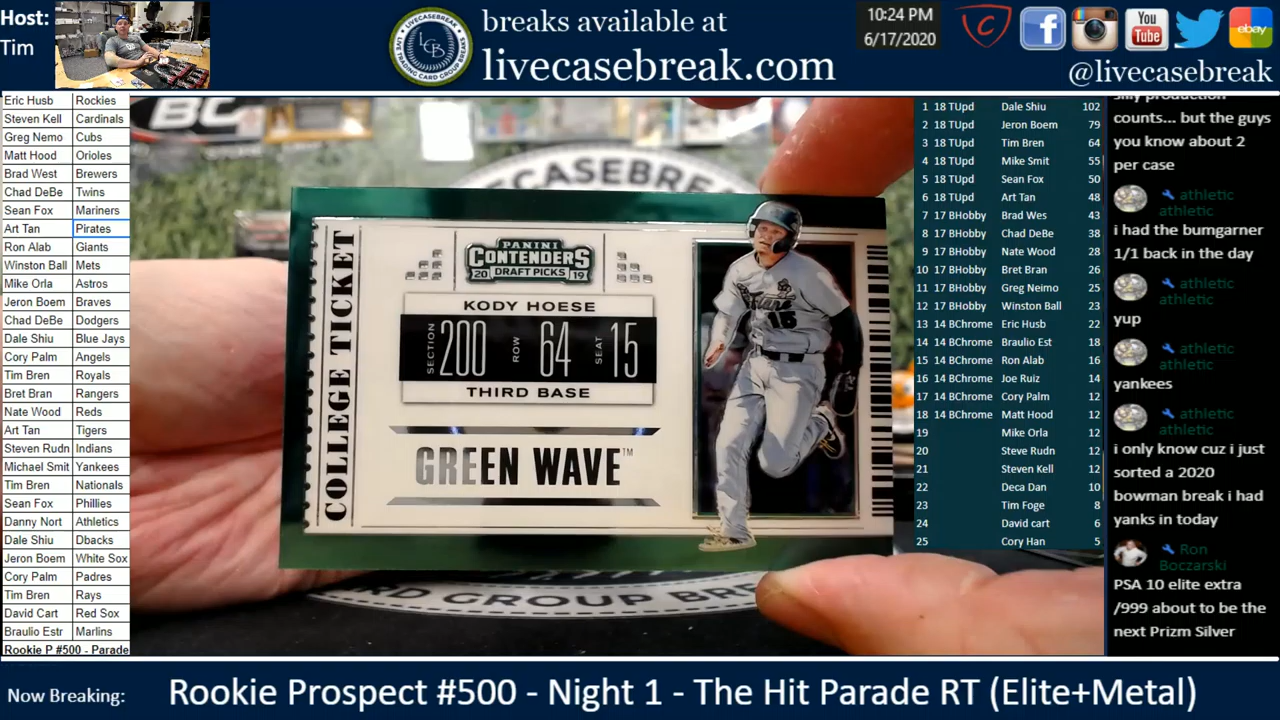 Host:
Tim
breaks available at
livecasebreak.com
LIVE TRADING CARD GROUP BREAKS
LCB
10:24 PM
6/17/2020
You
Tube
ebay
@livecasebreak
Eric Husb Rockies
Steven Kell Cardinals
Greg Nemo Cubs
Matt Hood Orioles
Brad West Brewers
Chad DeBe Twins
Sean Fox Mariners
Art Tan Pirates
Ron Alab Giants
Winston Ball Mets
Mike Orla Astros
Jeron Boem Braves
Chad DeBe Dodgers
Dale Shiu Blue Jays
Cory Palm Angels
Tim Bren Royals
Bret Bran Rangers
Nate Wood Reds
Art Tan Tigers
Steven Rudn Indians
Michael Smit Yankees
Tim Bren Nationals
Sean Fox Phillies
Danny Nort Athletics
Dale Shiu Dbacks
Jeron Boem White Sox
Cory Palm Padres
Tim Bren Rays
David Cart Red Sox
Braulio Estr Marlins
Rookie P #500 - Parade
COLLEGE TICKET
PANINI
CONTENDERS
20 DRAFT PICKS 19
KODY HOESE
SECTION 200 ROW 64 SEAT 15
THIRD BASE
GREEN WAVE™
15
1 18 TUpd Dale Shiu 102
2 18 TUpd Jeron Boem 79
3 18 TUpd Tim Bren 64
4 18 TUpd Mike Smit 55
5 18 TUpd Sean Fox 50
6 18 TUpd Art Tan 48
7 17 BHobby Brad Wes 43
8 17 BHobby Chad DeBe 38
9 17 BHobby Nate Wood 28
10 17 BHobby Bret Bran 26
11 17 BHobby Greg Neimo 25
12 17 BHobby Winston Ball 23
13 14 BChrome Eric Husb 22
14 14 BChrome Braulio Est 18
15 14 BChrome Ron Alab 16
16 14 BChrome Joe Ruiz 14
17 14 BChrome Cory Palm 12
18 14 BChrome Matt Hood 12
19 Mike Orla 12
20 Steve Rudn 12
21 Steven Kell 12
22 Deca Dan 10
23 Tim Foge 8
24 David cart 6
25 Cory Han 5
silly production
counts... but the guys
you know about 2
per case
athletic
athletic
i had the bumgarner
1/1 back in the day
athletic
athletic
yup
athletic
athletic
yankees
athletic
athletic
i only know cuz i just
sorted a 2020
bowman break i had
yanks in today
Ron
Boczarski
PSA 10 elite extra
/999 about to be the
next Prizm Silver
Now Breaking:
Rookie Prospect #500 - Night 1 - The Hit Parade RT (Elite+Metal)